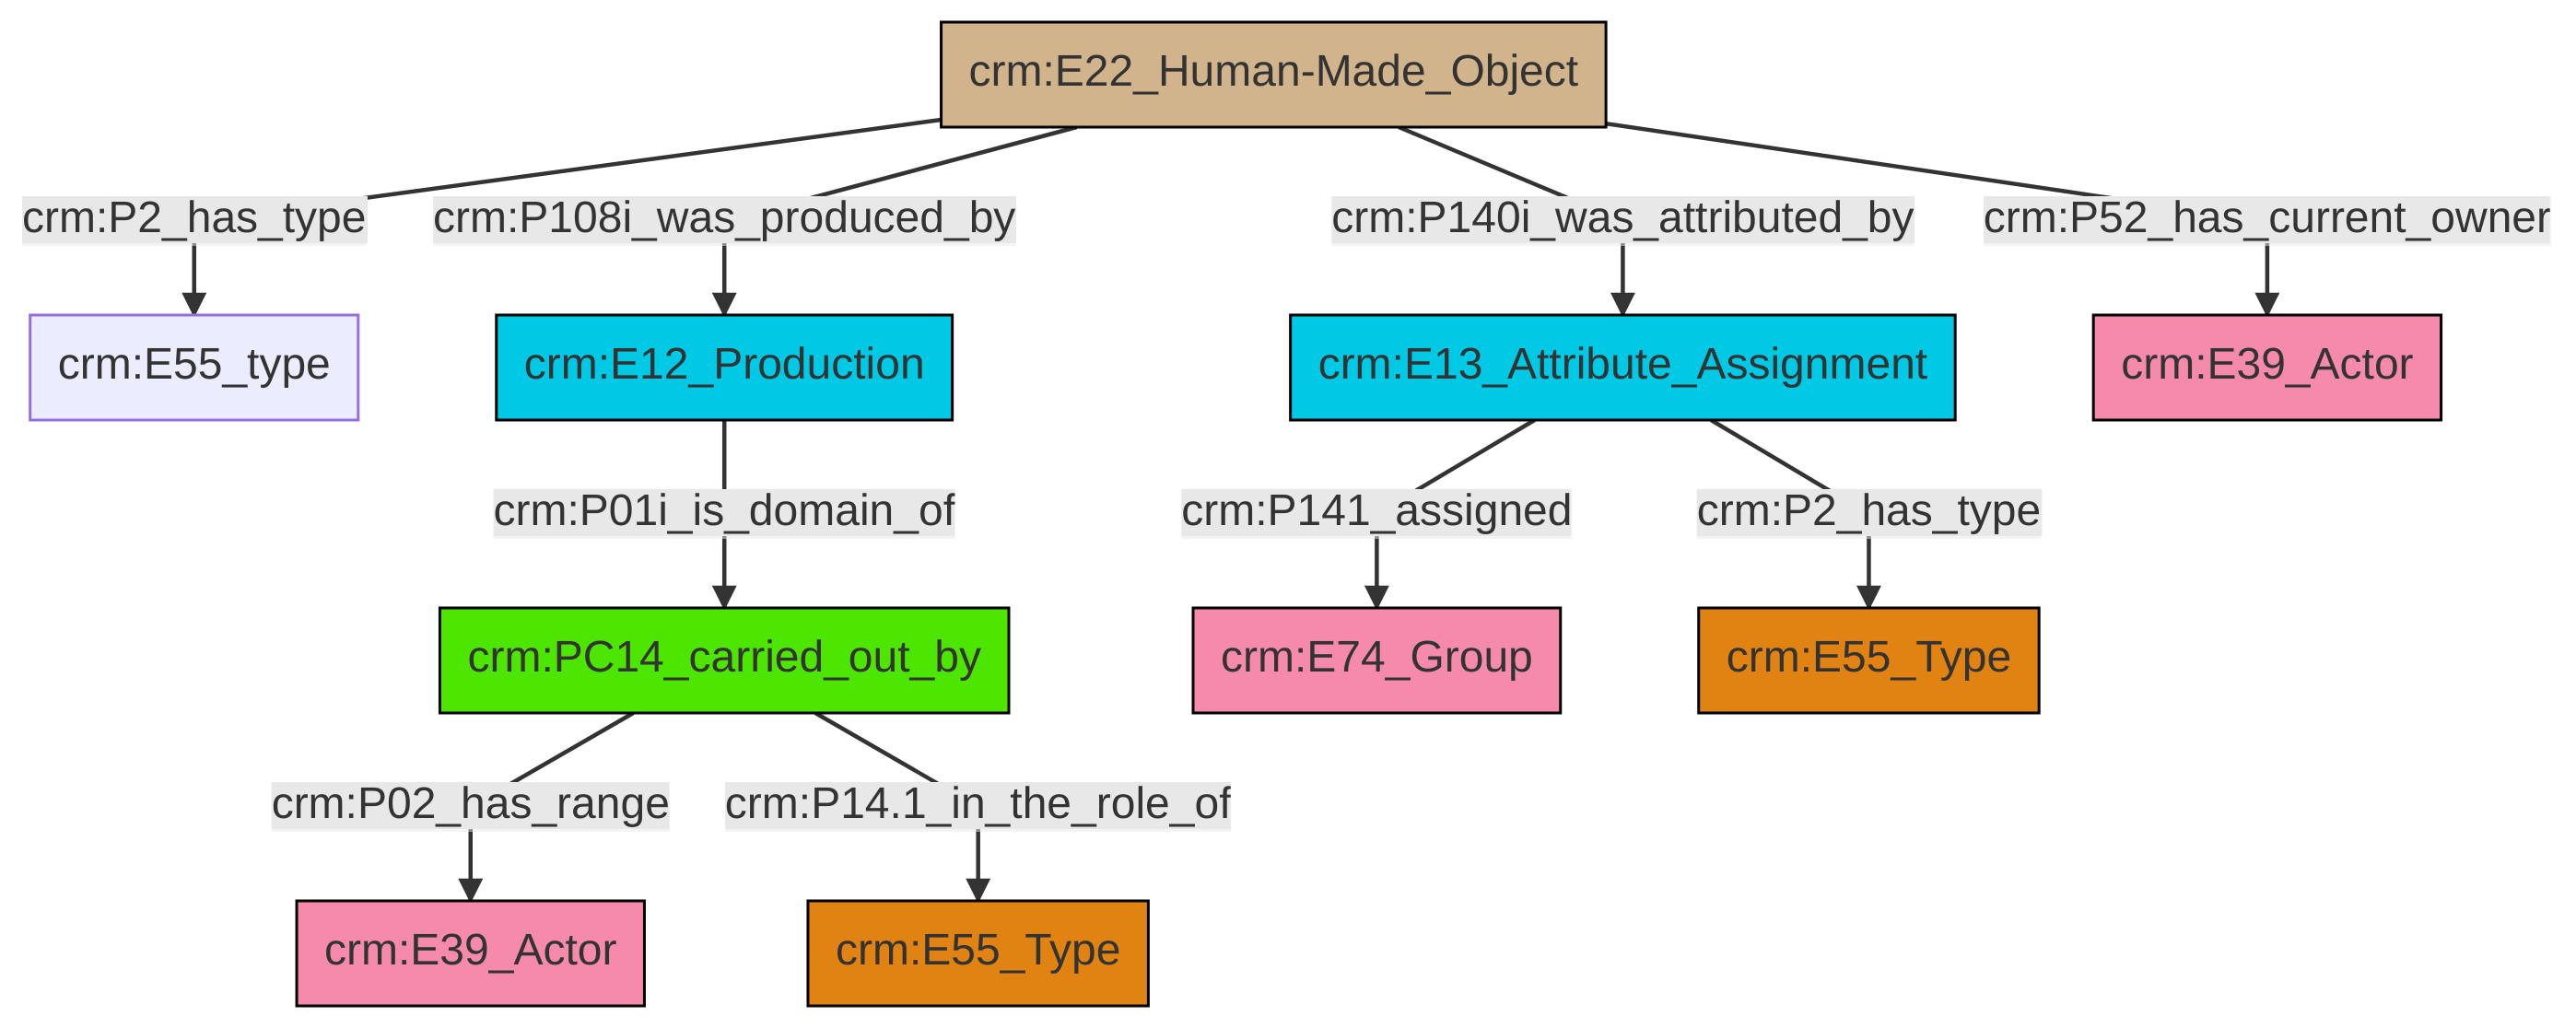 crm:E22_Human-Made_Object
crm:P2_has_type
crm:P108i_was_produced_by
crm:P140i_was_attributed_by
crm:P52_has_current_owner
crm:E55_type
crm:E12_Production
crm:E13_Attribute_Assignment
crm:E39_Actor
crm:P01i_is_domain_of
crm:P141_assigned
crm:P2_has_type
crm:PC14_carried_out_by
crm:E74_Group
crm:E55_Type
crm:P02_has_range
crm:P14.1_in_the_role_of
crm:E39_Actor
crm:E55_Type